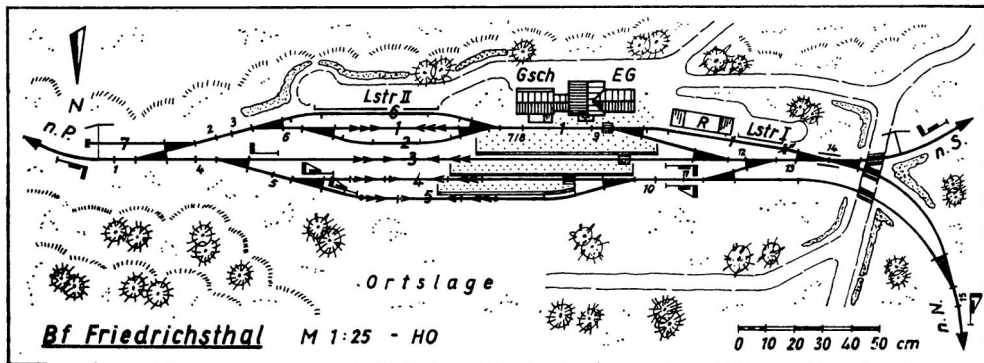 Gsch EG
Lstr II
6
N
R
Lstr I
n. P.
7
2 3
6
1
7/8
9
n. S.
2
12
14
1
4
3
13
5
4
10
11
5
Ortslage
15
n. N.
Bf Friedrichsthal M 1:25 - HO
0 10 20 30 40 50 cm